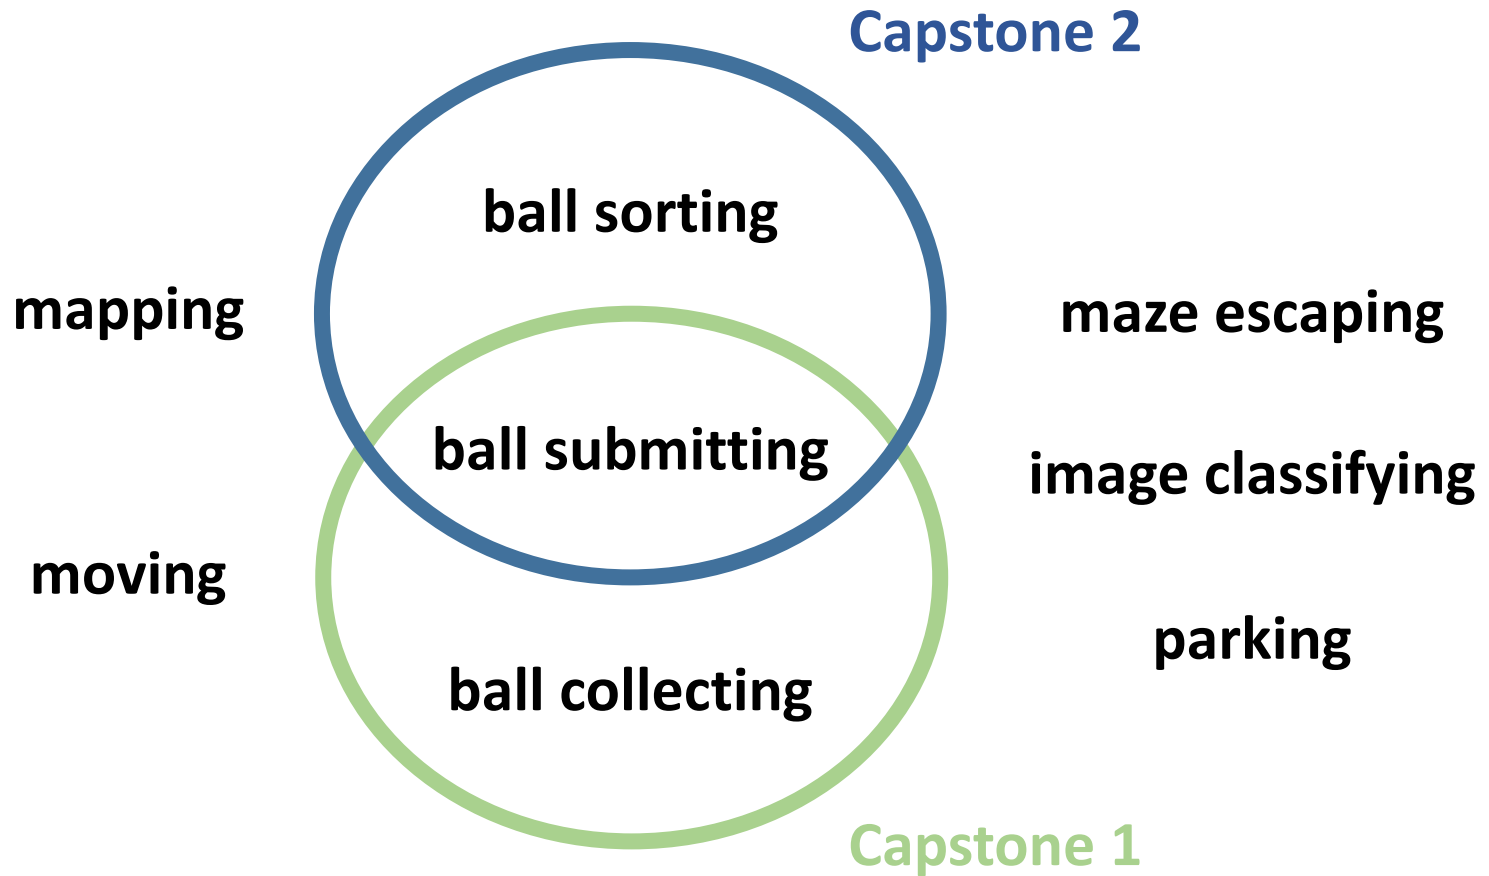 Capstone 2
ball sorting
mapping
maze escaping
ball submitting
image classifying
moving
parking
ball collecting
Capstone 1